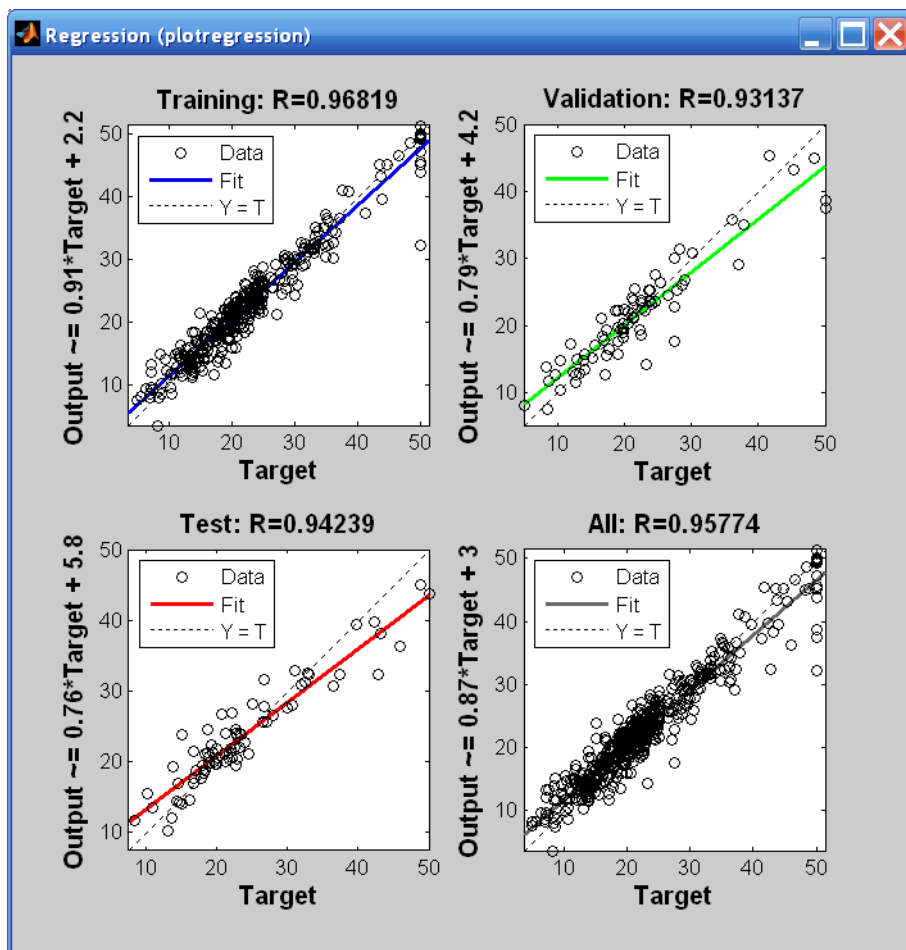 Regression (plotregression)
Training: R=0.96819
Output ~= 0.91*Target + 2.2
Data
Fit
Y = T
50
40
30
20
10
10 20 30 40 50
Target
Validation: R=0.93137
Output ~= 0.79*Target + 4.2
Data
Fit
Y = T
50
40
30
20
10
10 20 30 40 50
Target
Test: R=0.94239
Output ~= 0.76*Target + 5.8
Data
Fit
Y = T
50
40
30
20
10
10 20 30 40 50
Target
All: R=0.95774
Output ~= 0.87*Target + 3
Data
Fit
Y = T
50
40
30
20
10
10 20 30 40 50
Target